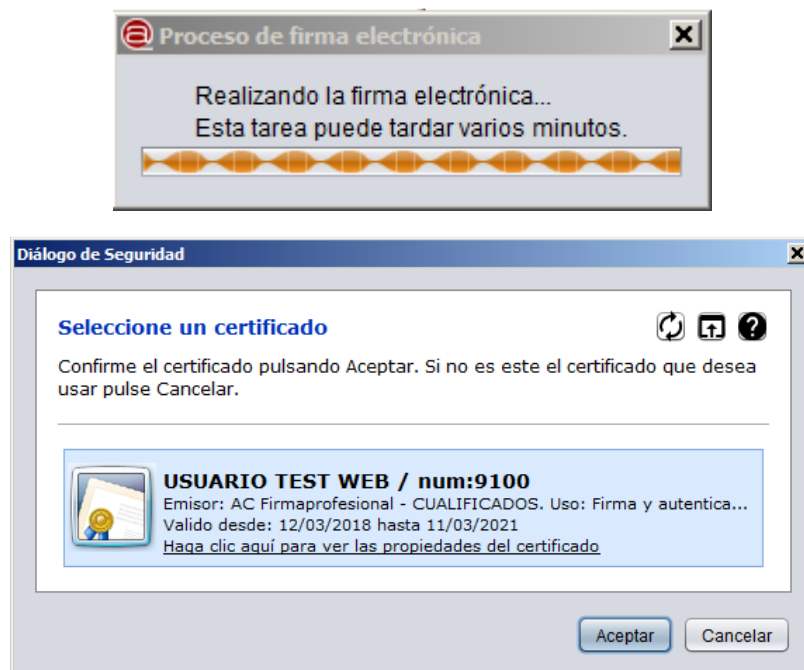 Proceso de firma electrónica
Realizando la firma electrónica...
Esta tarea puede tardar varios minutos.
Diálogo de Seguridad
Seleccione un certificado
Confirme el certificado pulsando Aceptar. Si no es este el certificado que desea
usar pulse Cancelar.
USUARIO TEST WEB / num:9100
Emisor: AC Firmaprofesional - CUALIFICADOS. Uso: Firma y autentica...
Valido desde: 12/03/2018 hasta 11/03/2021
Haga clic aquí para ver las propiedades del certificado
Aceptar Cancelar